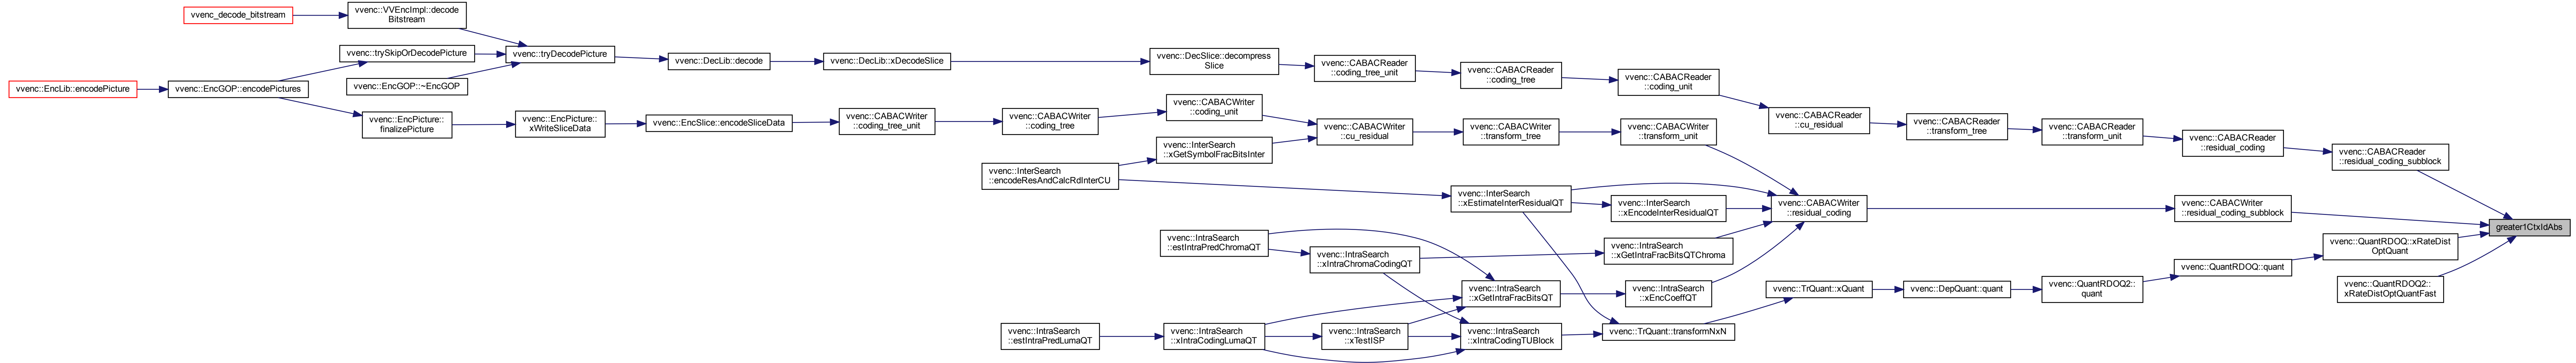 vvenc_decode_bitstream
vvenc::VVEncImpl::decode
Bitstream
vvenc::trySkipOrDecodePicture
vvenc::tryDecodePicture
vvenc::DecLib::decode
vvenc::DecLib::xDecodeSlice
vvenc::DecSlice::decompress
Slice
vvenc::CABACReader
::coding_tree_unit
vvenc::CABACReader
::coding_tree
vvenc::CABACReader
::coding_unit
vvenc::EncLib::encodePicture
vvenc::EncGOP::encodePictures
vvenc::EncGOP::~EncGOP
vvenc::EncPicture::
finalizePicture
vvenc::EncPicture::
xWriteSliceData
vvenc::EncSlice::encodeSliceData
vvenc::CABACWriter
::coding_tree_unit
vvenc::CABACWriter
::coding_tree
vvenc::CABACWriter
::coding_unit
vvenc::CABACReader
::cu_residual
vvenc::CABACReader
::transform_tree
vvenc::CABACReader
::transform_unit
vvenc::CABACReader
::residual_coding
vvenc::CABACReader
::residual_coding_subblock
vvenc::InterSearch
::xGetSymbolFracBitsInter
vvenc::CABACWriter
::cu_residual
vvenc::CABACWriter
::transform_tree
vvenc::CABACWriter
::transform_unit
vvenc::InterSearch
::encodeResAndCalcRdInterCU
vvenc::InterSearch
::xEstimateInterResidualQT
vvenc::InterSearch
::xEncodeInterResidualQT
vvenc::CABACWriter
::residual_coding
vvenc::CABACWriter
::residual_coding_subblock
greater1CtxIdAbs
vvenc::IntraSearch
::estIntraPredChromaQT
vvenc::IntraSearch
::xIntraChromaCodingQT
vvenc::IntraSearch
::xGetIntraFracBitsQTChroma
vvenc::QuantRDOQ::xRateDist
OptQuant
vvenc::QuantRDOQ::quant
vvenc::IntraSearch
::xGetIntraFracBitsQT
vvenc::IntraSearch
::xEncCoeffQT
vvenc::TrQuant::xQuant
vvenc::DepQuant::quant
vvenc::QuantRDOQ2::
quant
vvenc::QuantRDOQ2::
xRateDistOptQuantFast
vvenc::IntraSearch
::estIntraPredLumaQT
vvenc::IntraSearch
::xIntraCodingLumaQT
vvenc::IntraSearch
::xTestISP
vvenc::IntraSearch
::xIntraCodingTUBlock
vvenc::TrQuant::transformNxN